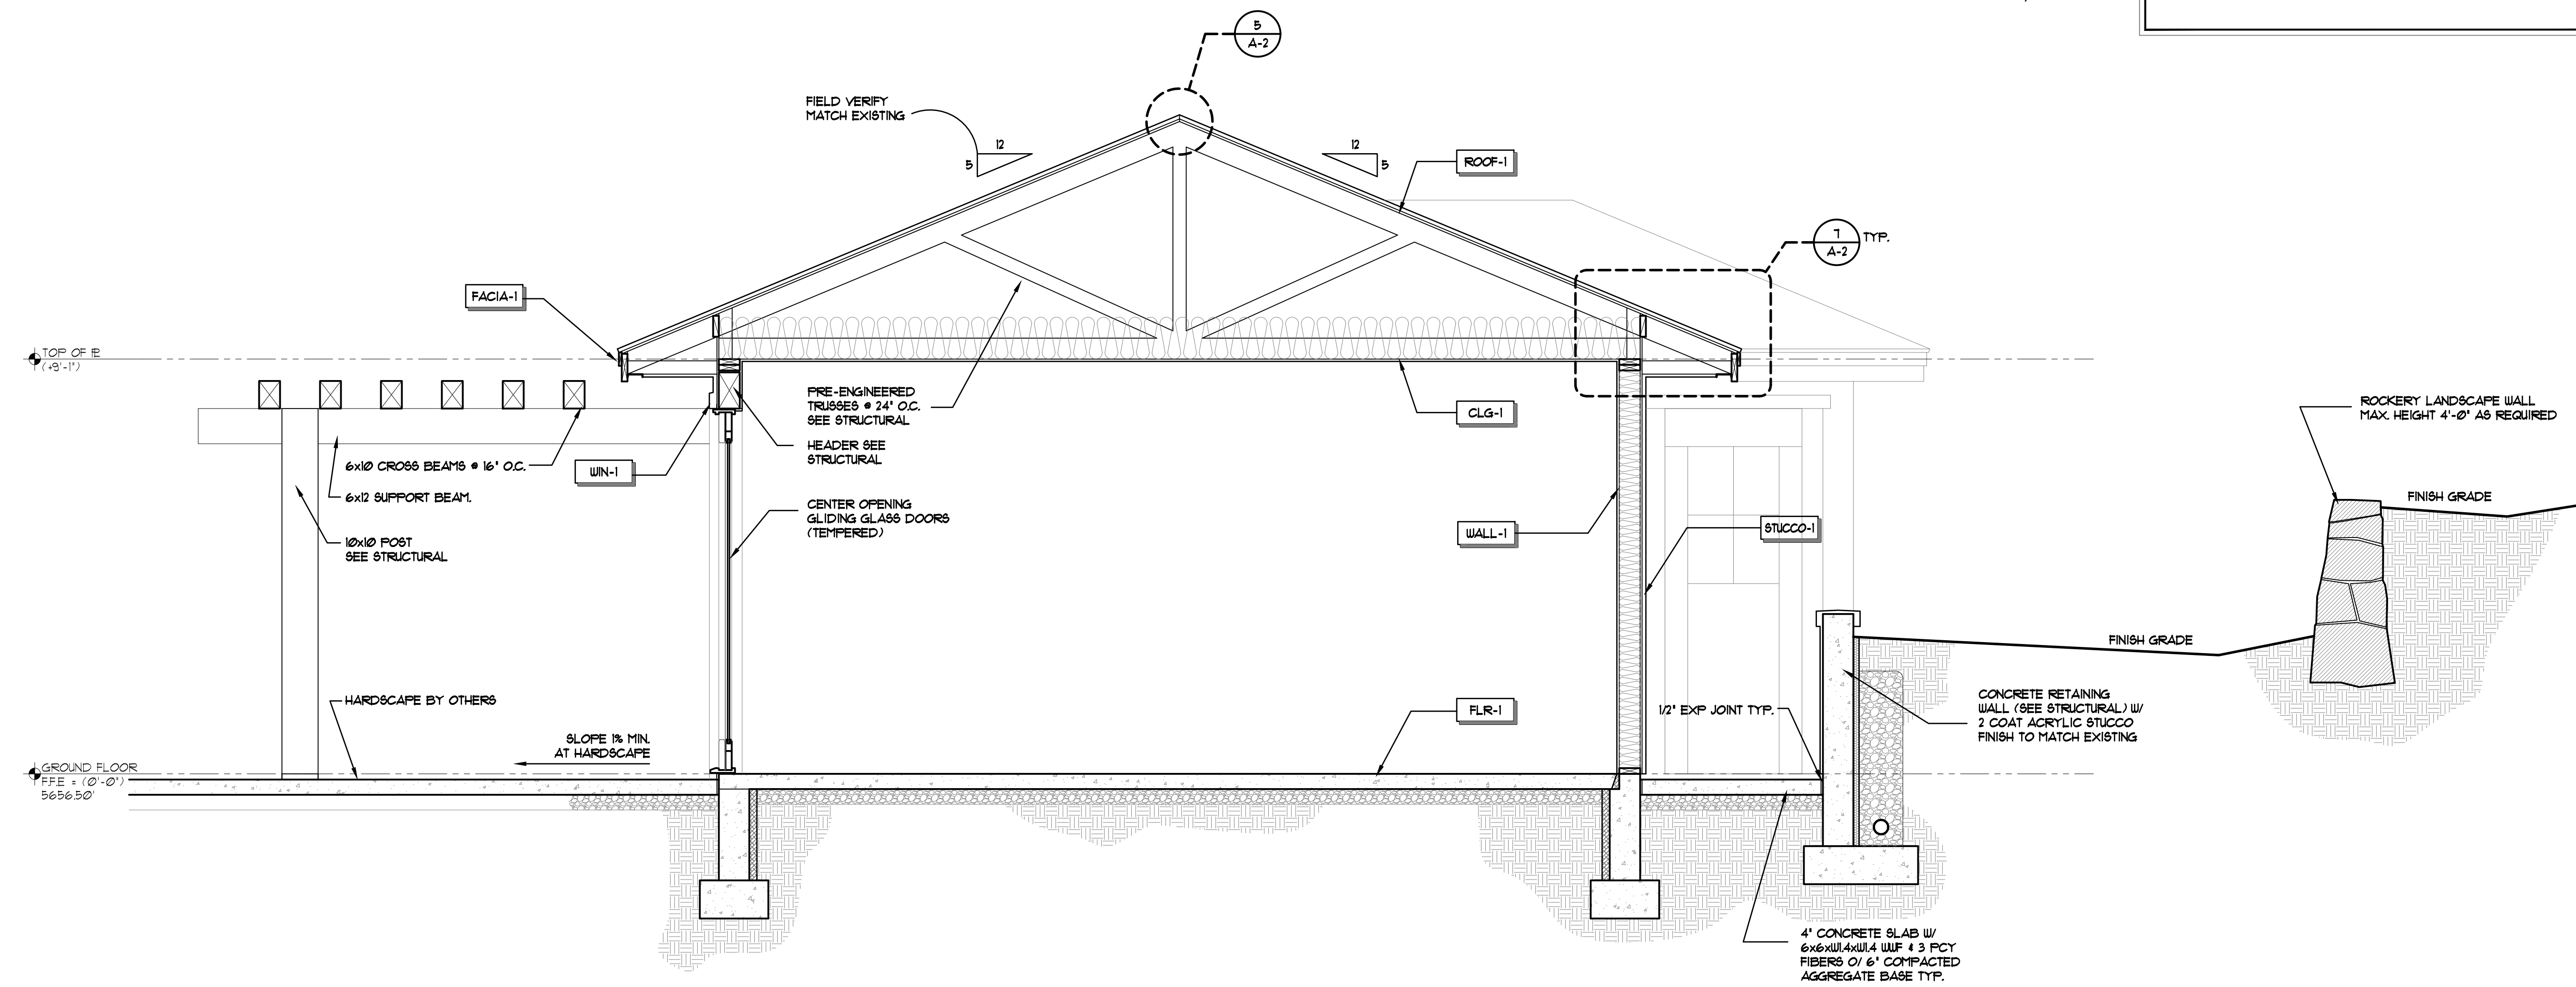 5
A-2
FIELD VERIFY
MATCH EXISTING
12
5
12
5
ROOF-1
7
A-2
TYP.
FACIA-1
TOP OF PL
(+9'-1")
PRE-ENGINEERED
TRUSSES @ 24" O.C.
SEE STRUCTURAL
CLG-1
ROCKERY LANDSCAPE WALL
MAX. HEIGHT 4'-0" AS REQUIRED
HEADER SEE
STRUCTURAL
6x10 CROSS BEAMS @ 16" O.C.
WIN-1
6x12 SUPPORT BEAM.
FINISH GRADE
CENTER OPENING
GLIDING GLASS DOORS
(TEMPERED)
WALL-1
STUCCO-1
10x10 POST
SEE STRUCTURAL
FINISH GRADE
HARDSCAPE BY OTHERS
FLR-1
1/2" EXP JOINT TYP.
CONCRETE RETAINING
WALL (SEE STRUCTURAL) W/
2 COAT ACRYLIC STUCCO
FINISH TO MATCH EXISTING
SLOPE 1% MIN.
AT HARDSCAPE
GROUND FLOOR
F.F.E = (0'-0")
5656.50'
4" CONCRETE SLAB W/
6x6xW1.4xW1.4 WWF & 3 PCY
FIBERS O/ 6" COMPACTED
AGGREGATE BASE TYP.